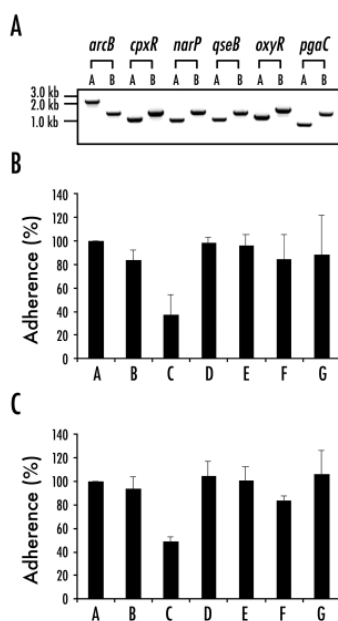 A
arcB cpxR narP qseB oxyR pgaC
A B A B A B A B A B A B
3.0 kb
2.0 kb
1.0 kb
B
Adherence (%)
140
120
100
80
60
40
20
0
A B C D E F G
C
Adherence (%)
140
120
100
80
60
40
20
0
A B C D E F G